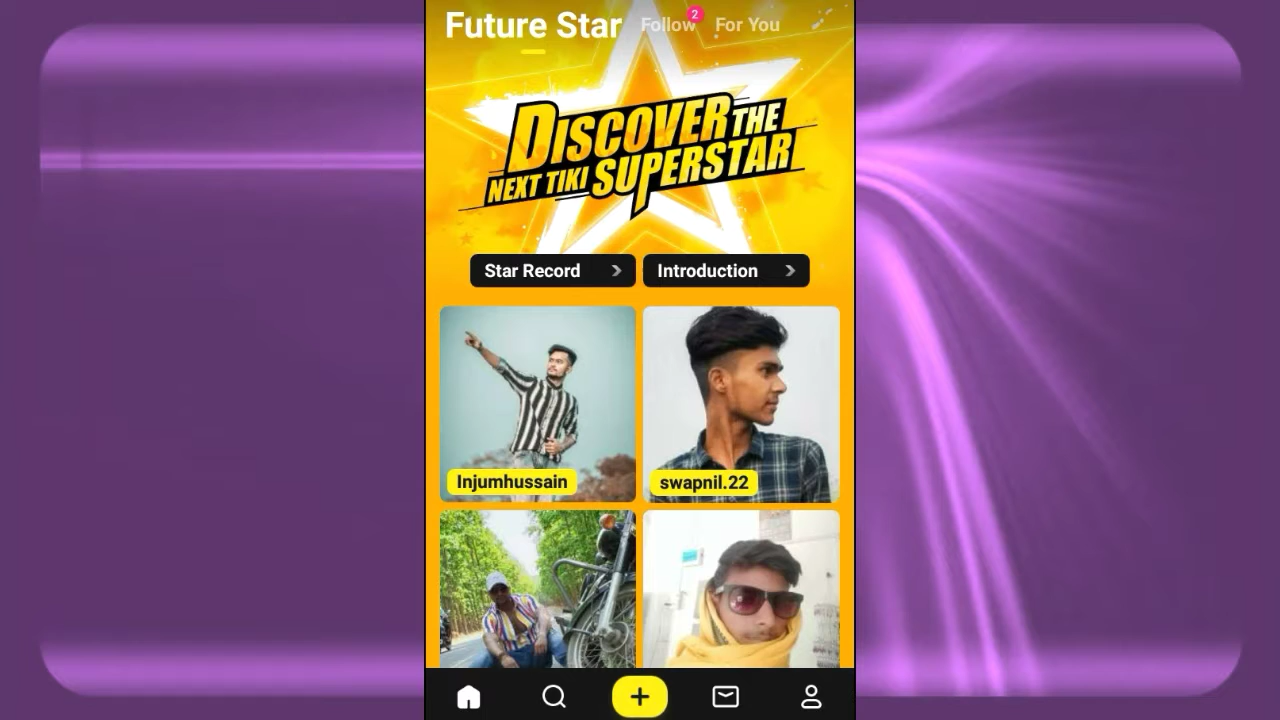 Future Star Follow 2 For You
DISCOVER THE
NEXT TIKI SUPERSTAR
Star Record Introduction
Injumhussain swapnil.22